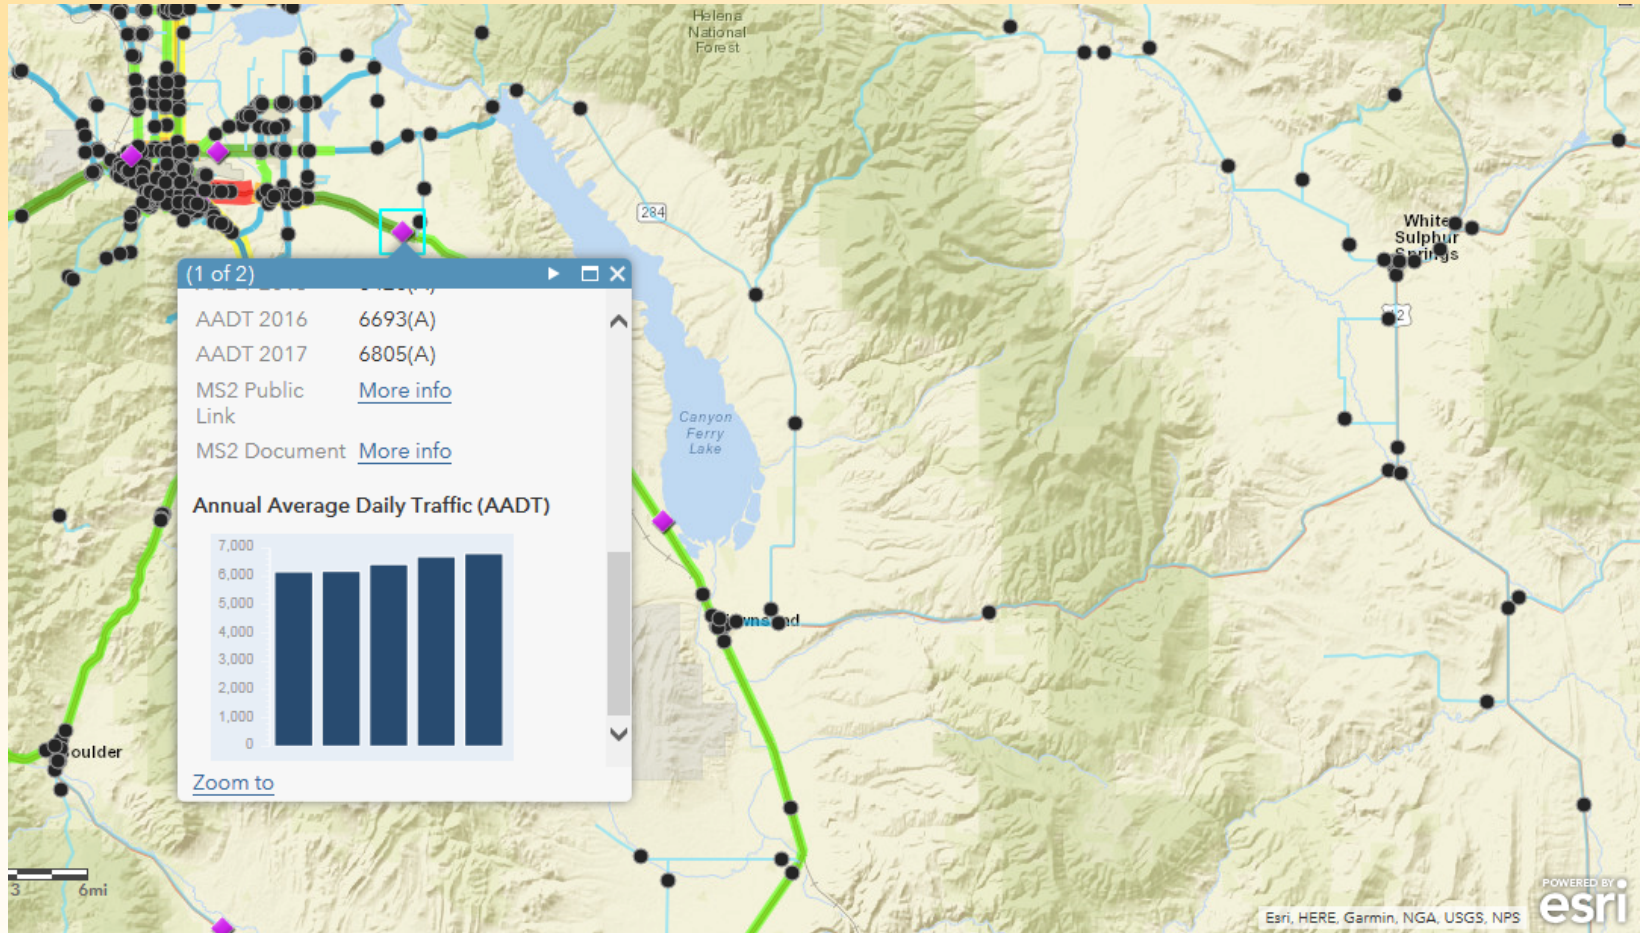 Helena
National
Forest
284
White
Sulphur
Springs
(1 of 2)
AADT 2016 6693(A)
AADT 2017 6805(A)
MS2 Public More info
Link
MS2 Document More info
Annual Average Daily Traffic (AADT)
7,000
6,000
5,000
4,000
3,000
2,000
1,000
0
Zoom to
Canyon
Ferry
Lake
oulder
3 6mi
POWERED BY
esri
Esri, HERE, Garmin, NGA, USGS, NPS